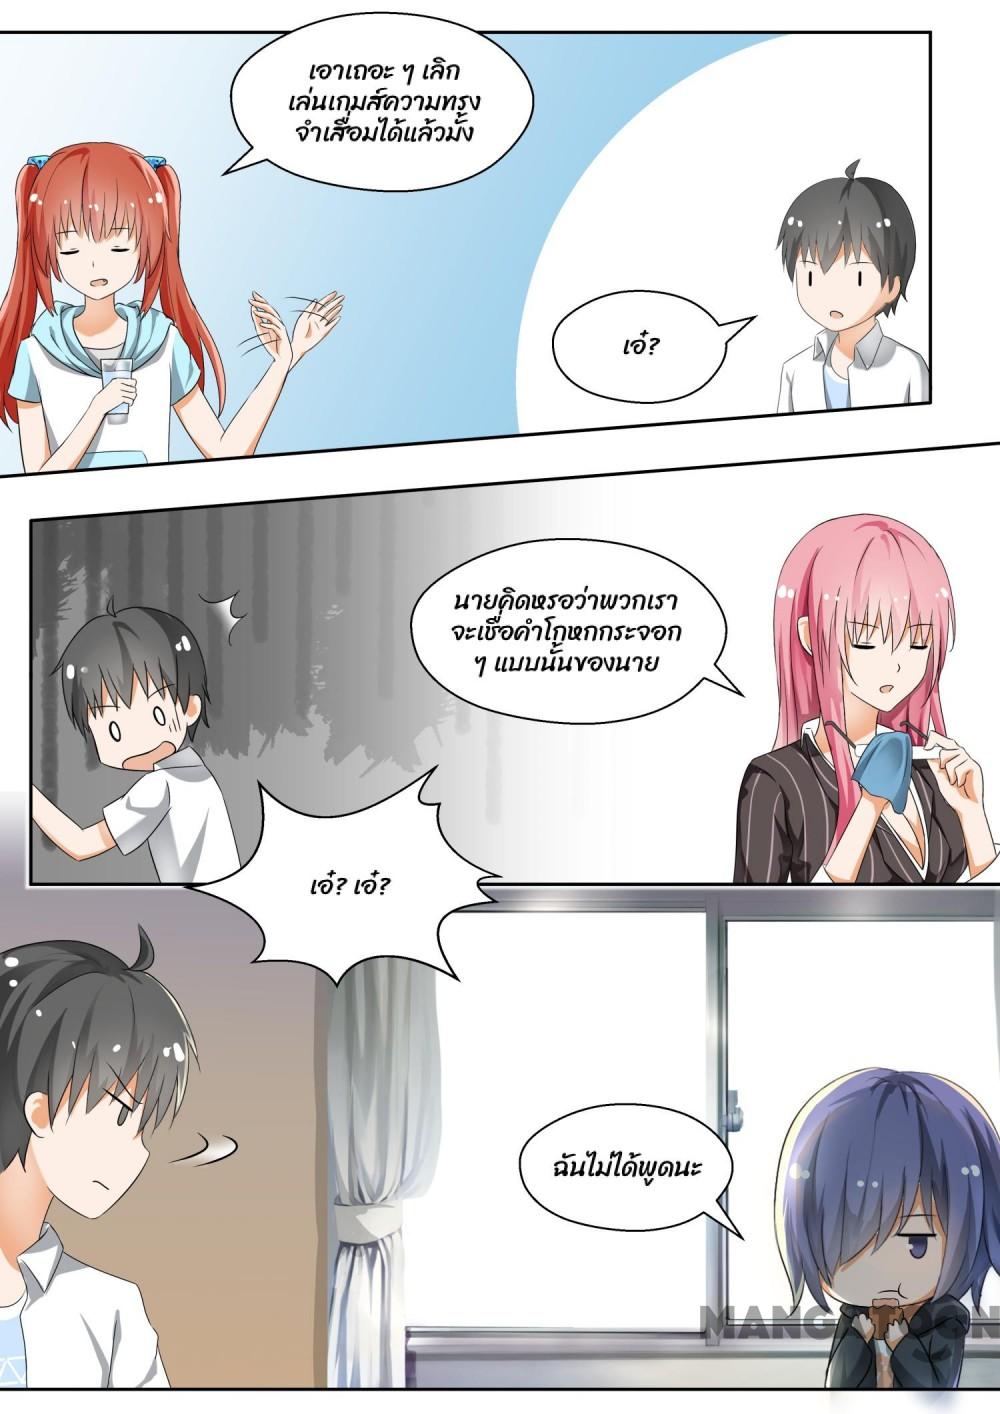 เอาเถอะ ๆ เลิก
เล่นเกมส์ความทรง
จำเสื่อมได้แล้วมั้ง
เอ๋?
นายคิดหรอว่าพวกเรา
จะเชื่อคำโกหกกระจอก
ๆ แบบนั้นของนาย
เอ๋? เอ๋?
ฉันไม่ได้พูดนะ
MANGATOON